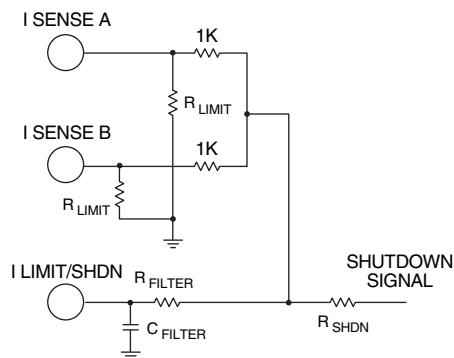 I SENSE A
1K
R LIMIT
I SENSE B
1K
R LIMIT
I LIMIT/SHDN
R FILTER
SHUTDOWN
SIGNAL
C FILTER
R SHDN